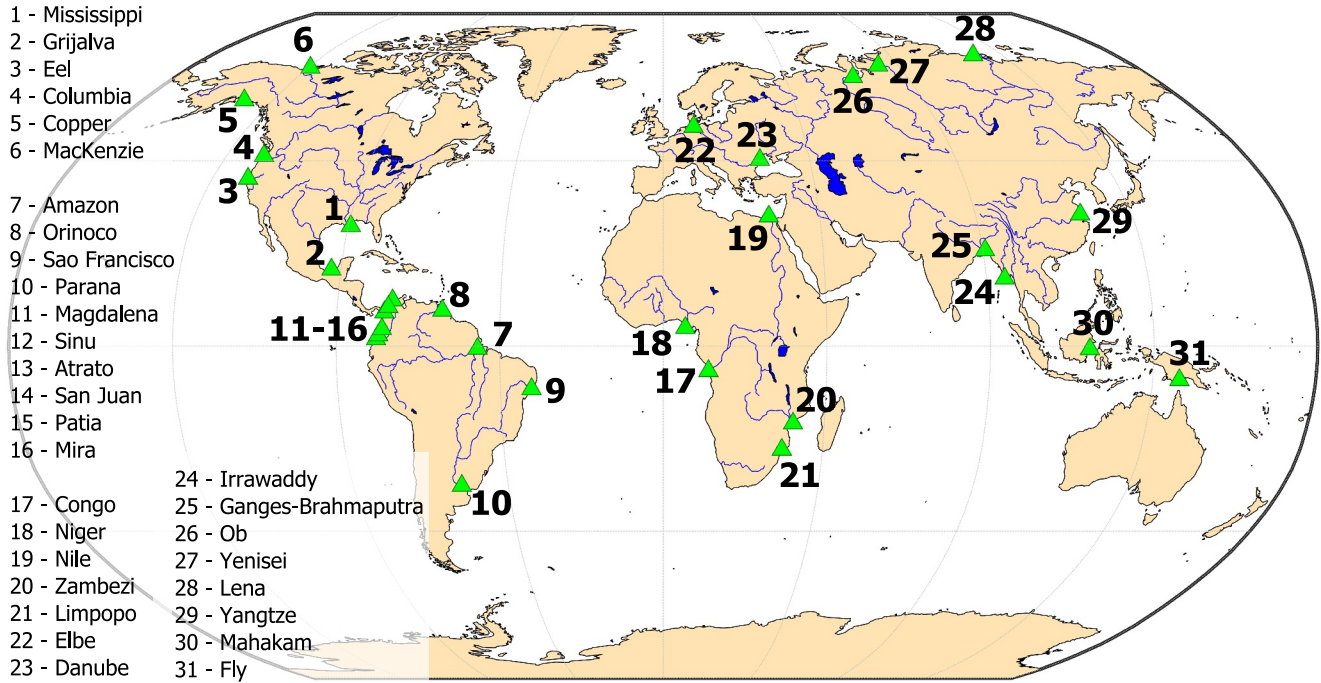 1 - Mississippi
2 - Grijalva
3 - Eel
4 - Columbia
5 - Copper
6 - MacKenzie
7 - Amazon
8 - Orinoco
9 - Sao Francisco
10 - Parana
11 - Magdalena
12 - Sinu
13 - Atrato
14 - San Juan
15 - Patia
16 - Mira
17 - Congo
18 - Niger
19 - Nile
20 - Zambezi
21 - Limpopo
22 - Elbe
23 - Danube
24 - Irrawaddy
25 - Ganges-Brahmaputra
26 - Ob
27 - Yenisei
28 - Lena
29 - Yangtze
30 - Mahakam
31 - Fly
6
28
27
26
5
23
22
4
3
1
29
19
2
25
24
8
11-16
7
18
30
31
17
9
20
21
10